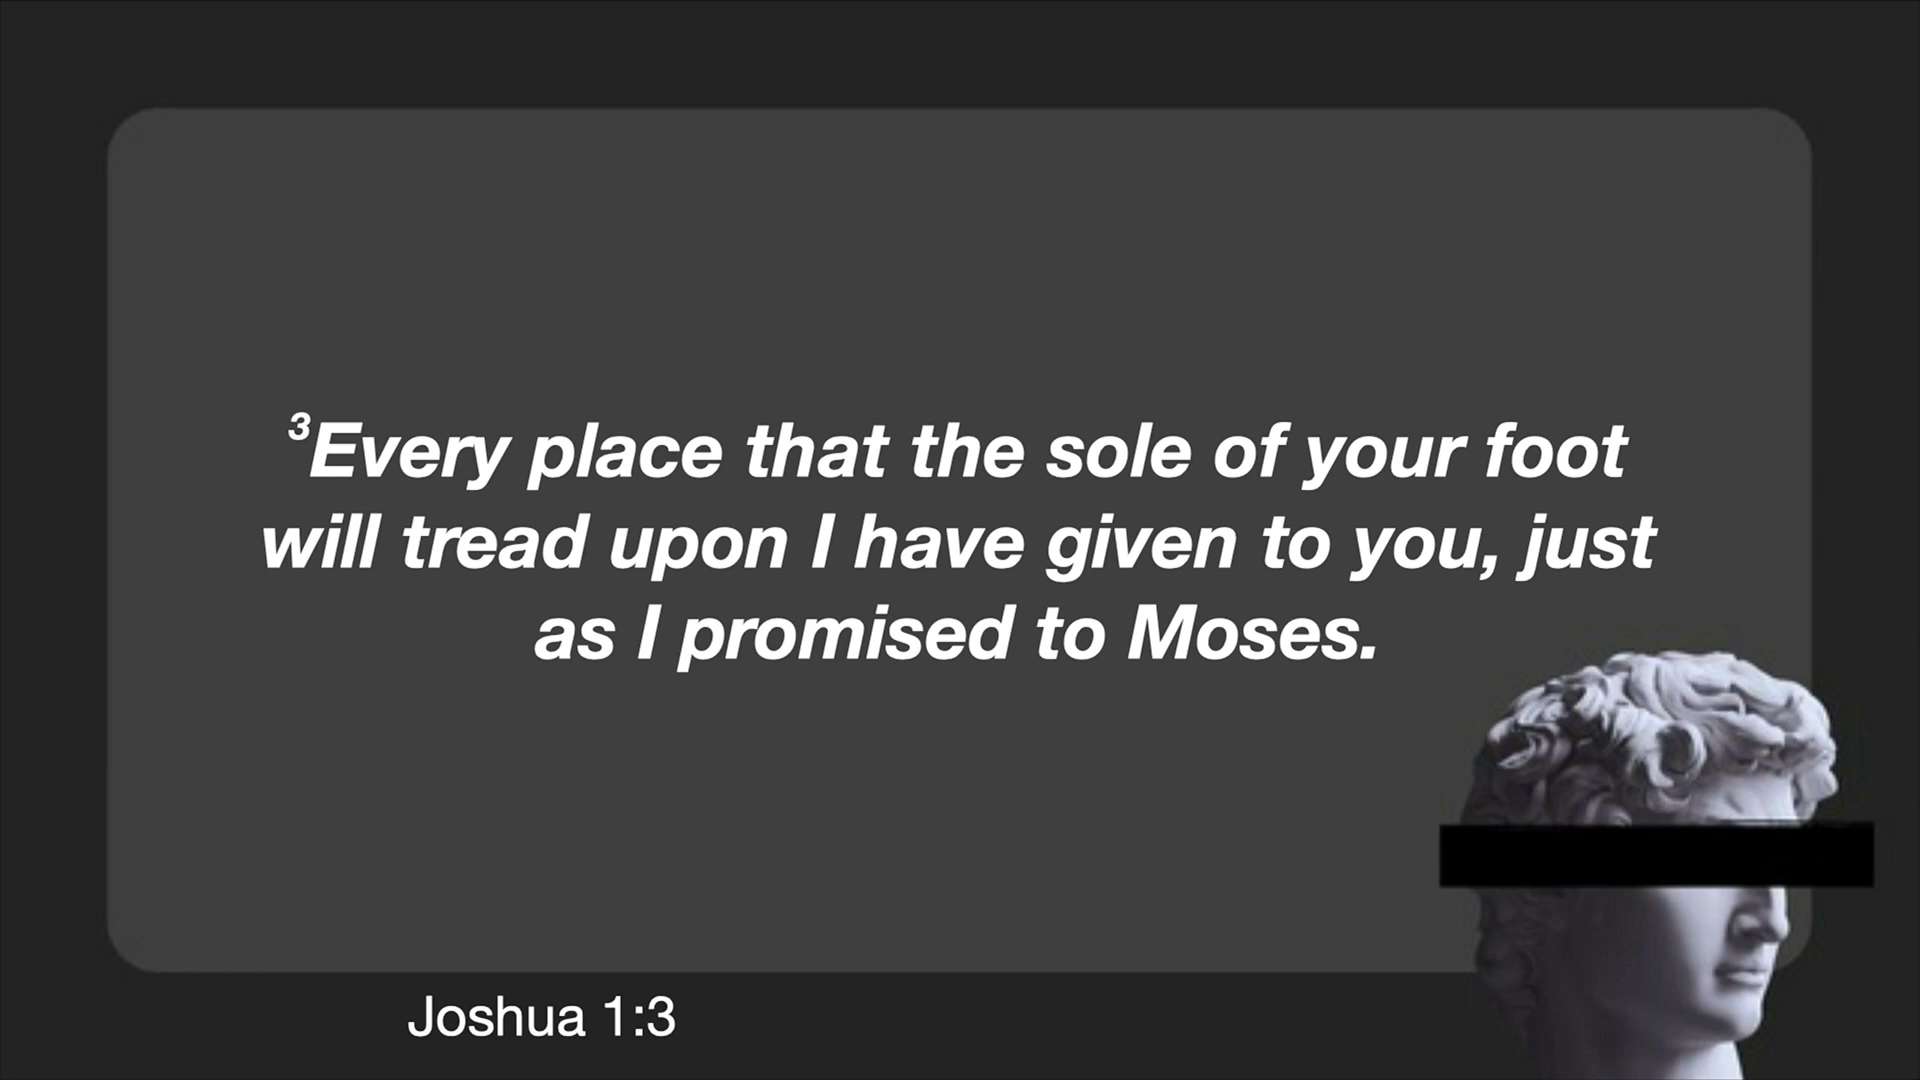 ³Every place that the sole of your foot
will tread upon I have given to you, just
as I promised to Moses.
Joshua 1:3